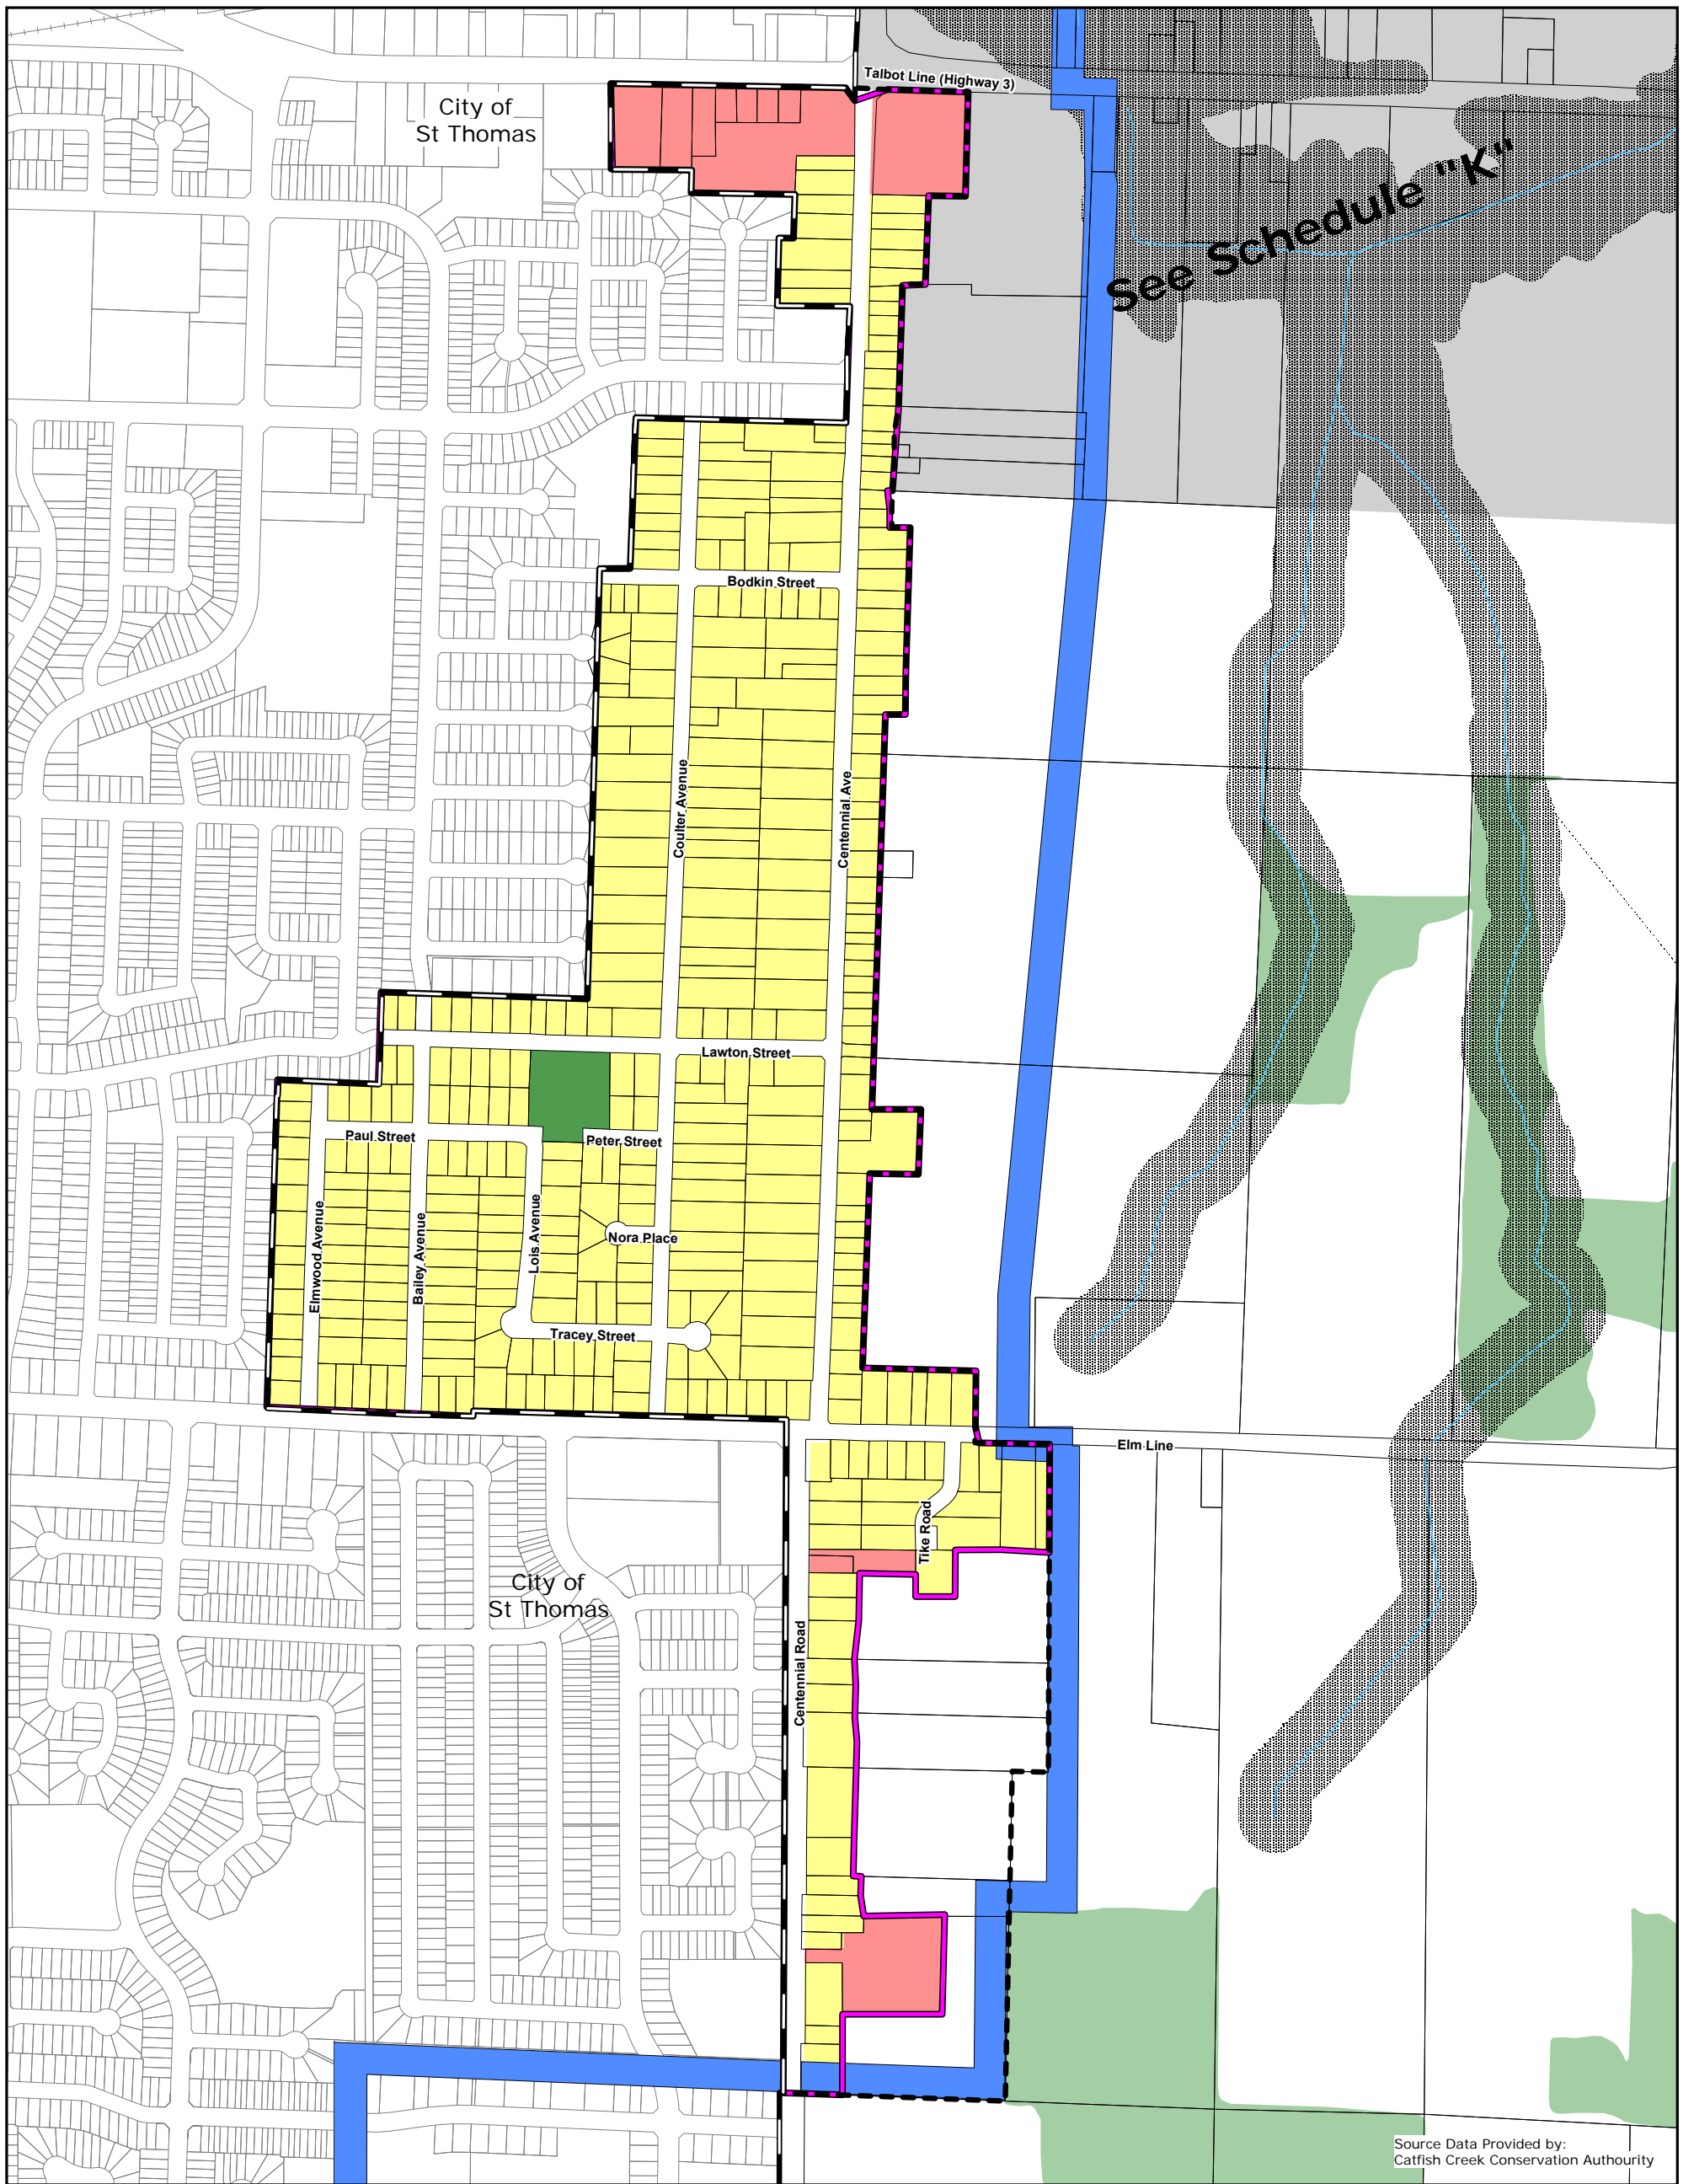 Talbot Line (Highway 3)
City of
St Thomas
See Schedule "K"
Bodkin Street
Coulter Avenue
Centennial Ave
Lawton Street
Paul Street
Peter Street
Elmwood Avenue
Bailey Avenue
Lois Avenue
Nora Place
Tracey Street
Elm Line
Tike Road
City of
St Thomas
Centennial Road
Source Data Provided by:
Catfish Creek Conservation Authourity